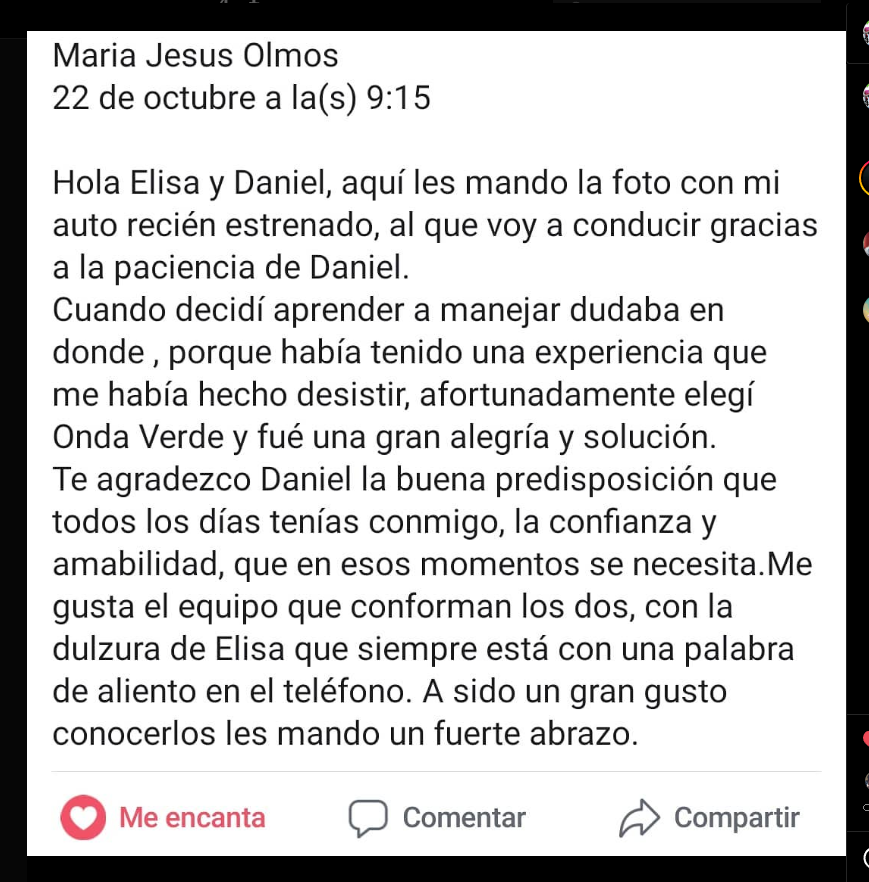 Maria Jesus Olmos
22 de octubre a la(s) 9:15
Hola Elisa y Daniel, aquí les mando la foto con mi
auto recién estrenado, al que voy a conducir gracias
a la paciencia de Daniel.
Cuando decidí aprender a manejar dudaba en
donde , porque había tenido una experiencia que
me había hecho desistir, afortunadamente elegí
Onda Verde y fué una gran alegría y solución.
Te agradezco Daniel la buena predisposición que
todos los días tenías conmigo, la confianza y
amabilidad, que en esos momentos se necesita.Me
gusta el equipo que conforman los dos, con la
dulzura de Elisa que siempre está con una palabra
de aliento en el teléfono. A sido un gran gusto
conocerlos les mando un fuerte abrazo.
Me encanta Comentar Compartir